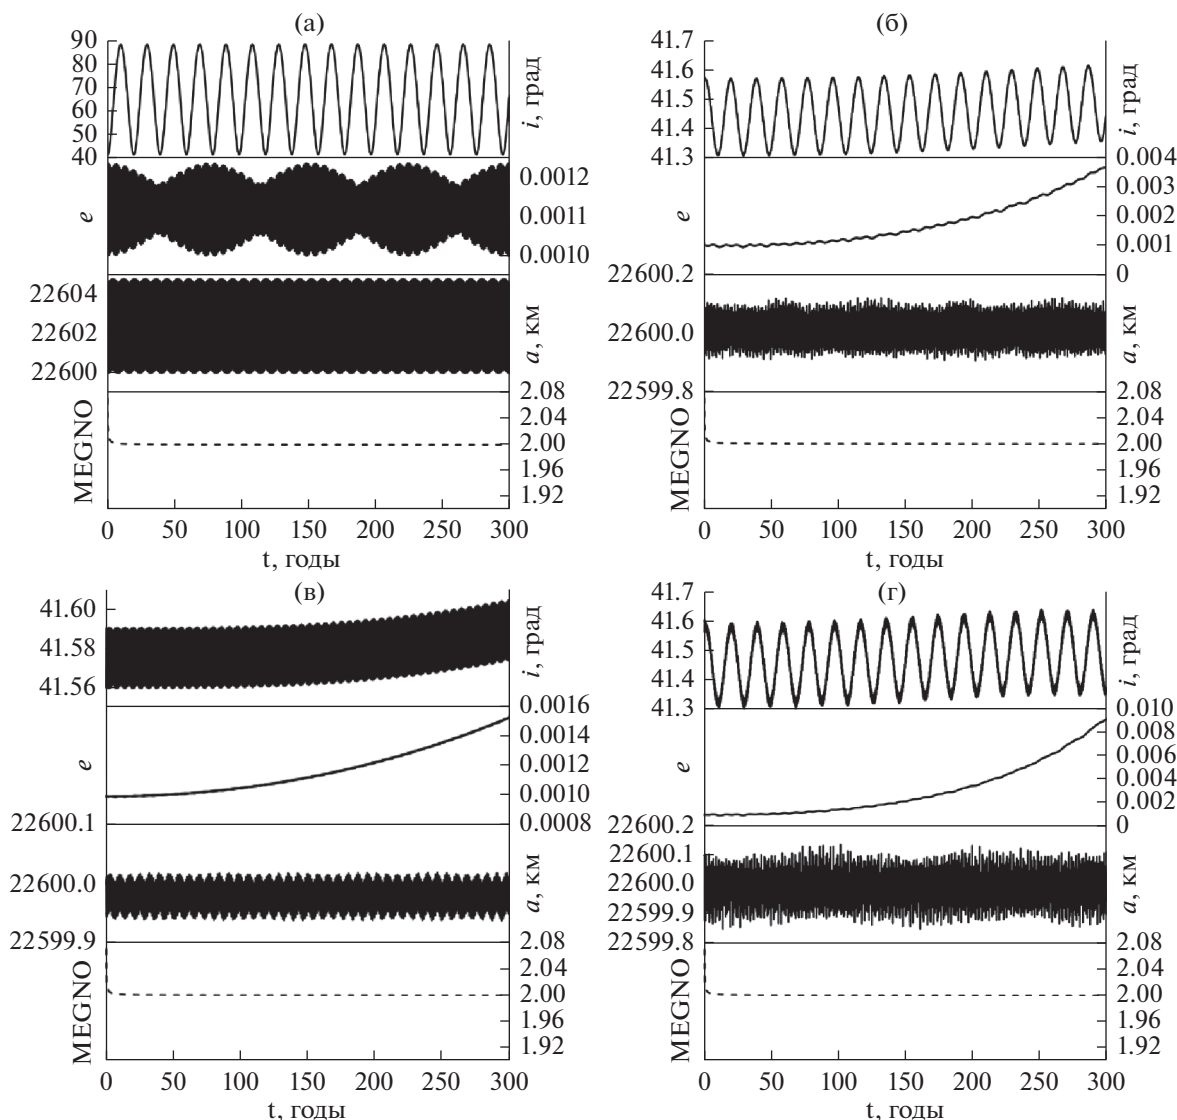 (а)
90
80
70
60
50
40
i, град
e
0.0012
0.0011
0.0010
22604
22602
22600
a, км
MEGNO
2.08
2.04
2.00
1.96
1.92
0 50 100 150 200 250 300
t, годы
(б)
41.7
41.6
41.5
41.4
41.3
i, град
e
0.004
0.003
0.002
0.001
0
22600.2
22600.0
22599.8
a, км
MEGNO
2.08
2.04
2.00
1.96
1.92
0 50 100 150 200 250 300
t, годы
(в)
41.60
41.58
41.56
i, град
e
0.0016
0.0014
0.0012
0.0010
0.0008
22600.1
22600.0
22599.9
a, км
MEGNO
2.08
2.04
2.00
1.96
1.92
0 50 100 150 200 250 300
t, годы
(г)
41.7
41.6
41.5
41.4
41.3
i, град
e
0.010
0.008
0.006
0.004
0.002
0
22600.2
22600.1
22600.0
22599.9
22599.8
a, км
MEGNO
2.08
2.04
2.00
1.96
1.92
0 50 100 150 200 250 300
t, годы